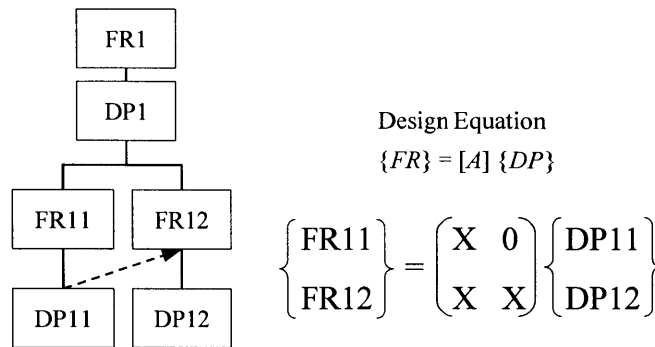 FR1
DP1
FR11 FR12
DP11 DP12
Design Equation
{FR} = [A] {DP}
{FR11 FR12} = (X 0 X X) {DP11 DP12}